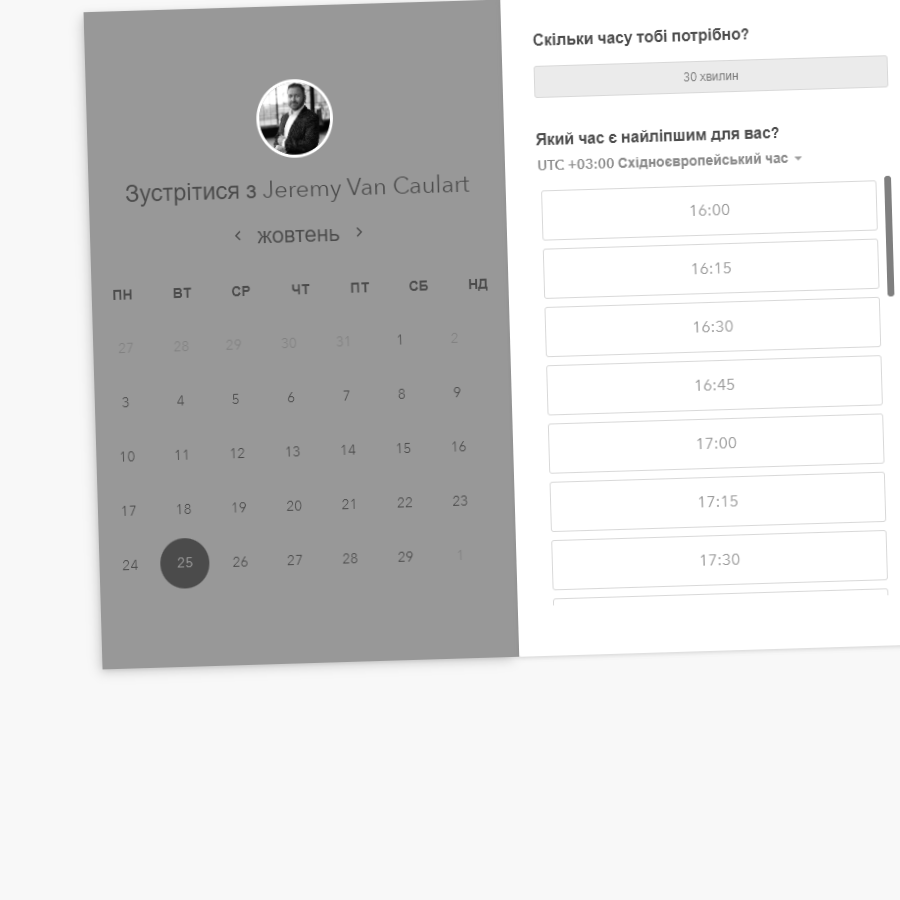 Зустрітися з Jeremy Van Caulart
жовтень
ПН ВТ СР ЧТ ПТ СБ НД
27 28 29 30 31 1 2
3 4 5 6 7 8 9
10 11 12 13 14 15 16
17 18 19 20 21 22 23
24 25 26 27 28 29 1
Скільки часу тобі потрібно?
30 хвилин
Який час є найліпшим для вас?
UTC +03:00 Східноєвропейський час
16:00
16:15
16:30
16:45
17:00
17:15
17:30